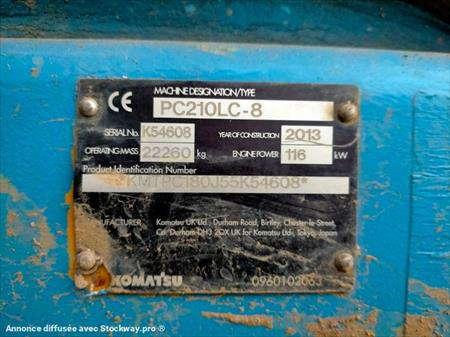 CE MACHINE DESIGNATION/TYPE
PC210LC-8
SERIAL No. K54608 YEAR OF CONSTRUCTION 2013
OPERATING MASS 22260 kg ENGINE POWER 116 kW
Product Identification Number
KMTPC180J55K54608*
Manufacturer
Komatsu UK Ltd., Durham Road, Birtley, Chester-le-Street,
Co. Durham DH3 2QX UK for Komatsu Ltd., Tokyo, Japan
KOMATSU 0960102063
Annonce diffusée avec Stockway.pro ®